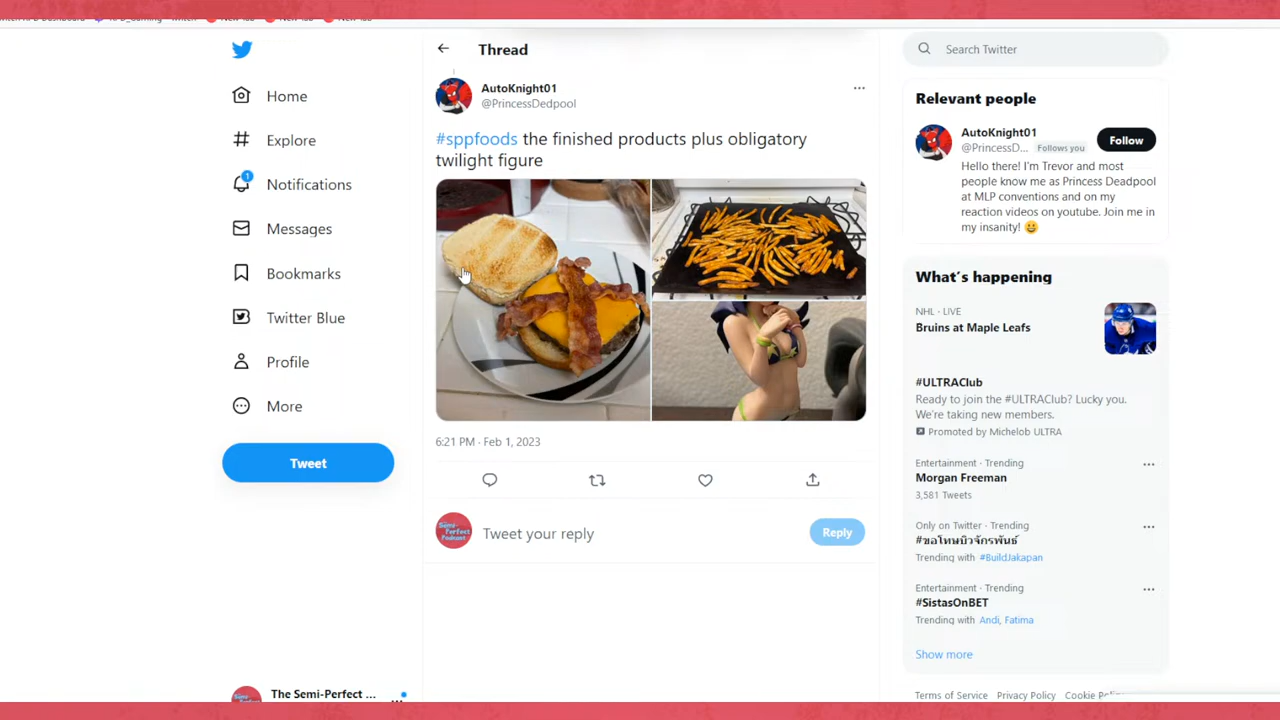 Thread
Search Twitter
Home
Explore
1
Notifications
Messages
Bookmarks
Twitter Blue
Profile
More
Tweet
The Semi-Perfect ...
AutoKnight01
@PrincessDedpool
#sppfoods the finished products plus obligatory
twilight figure
6:21 PM · Feb 1, 2023
Semi-
Perfect
Podcast
Tweet your reply
Reply
Relevant people
AutoKnight01
@PrincessD... Follows you
Follow
Hello there! I'm Trevor and most
people know me as Princess Deadpool
at MLP conventions and on my
reaction videos on youtube. Join me in
my insanity! 😄
What's happening
NHL · LIVE
Bruins at Maple Leafs
#ULTRAClub
Ready to join the #ULTRAClub? Lucky you.
We're taking new members.
Promoted by Michelob ULTRA
Entertainment · Trending
Morgan Freeman
3,581 Tweets
Only on Twitter · Trending
#ขอโทษบิวจักรพันธ์
Trending with #BuildJakapan
Entertainment · Trending
#SistasOnBET
Trending with Andi, Fatima
Show more
Terms of Service Privacy Policy Cookie Policy